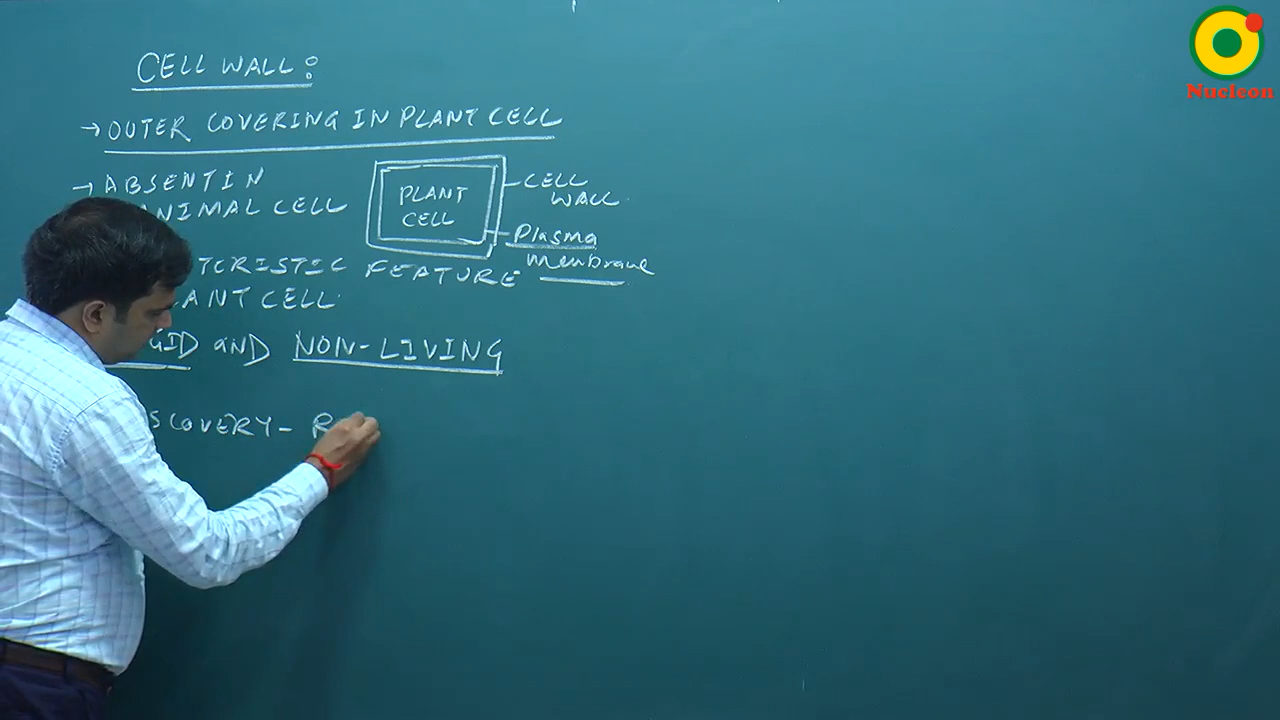 CELL WALL:
→ OUTER COVERING IN PLANT CELL
→ ABSENT IN
ANIMAL CELL
PLANT
CELL
CELL
WALL
Plasma
membrane
TERISTIC FEATURE
ANT CELL
GID AND NON-LIVING
SCOVERY- R
Nucleon